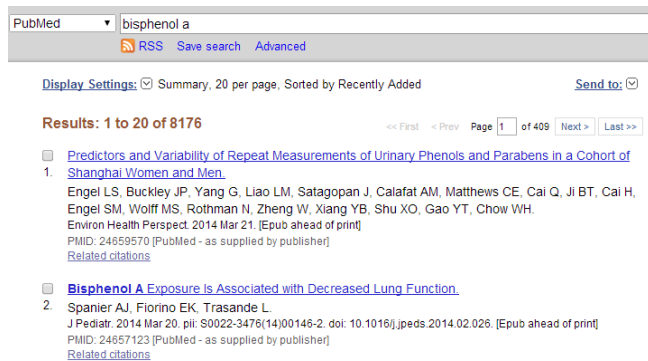 PubMed bisphenol a
RSS Save search Advanced
Display Settings: Summary, 20 per page, Sorted by Recently Added Send to:
Results: 1 to 20 of 8176 << First < Prev Page 1 of 409 Next > Last >>
Predictors and Variability of Repeat Measurements of Urinary Phenols and Parabens in a Cohort of
1. Shanghai Women and Men.
Engel LS, Buckley JP, Yang G, Liao LM, Satagopan J, Calafat AM, Matthews CE, Cai Q, Ji BT, Cai H,
Engel SM, Wolff MS, Rothman N, Zheng W, Xiang YB, Shu XO, Gao YT, Chow WH.
Environ Health Perspect. 2014 Mar 21. [Epub ahead of print]
PMID: 24659570 [PubMed - as supplied by publisher]
Related citations
Bisphenol A Exposure Is Associated with Decreased Lung Function.
2. Spanier AJ, Fiorino EK, Trasande L.
J Pediatr. 2014 Mar 20. pii: S0022-3476(14)00146-2. doi: 10.1016/j.jpeds.2014.02.026. [Epub ahead of print]
PMID: 24657123 [PubMed - as supplied by publisher]
Related citations